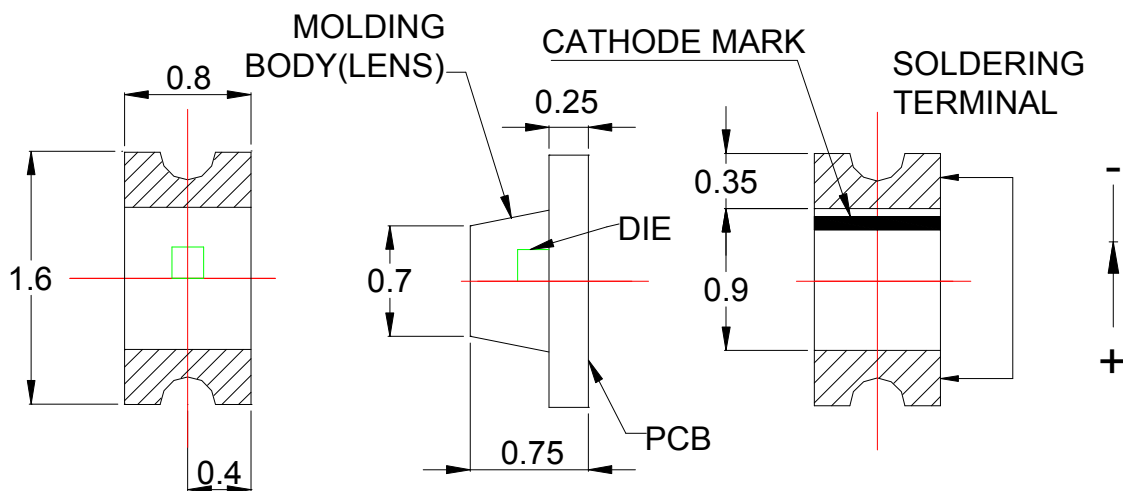 MOLDING
BODY(LENS)
CATHODE MARK
SOLDERING
TERMINAL
0.8
0.25
0.35
-
DIE
1.6
0.7
0.9
+
PCB
0.75
0.4